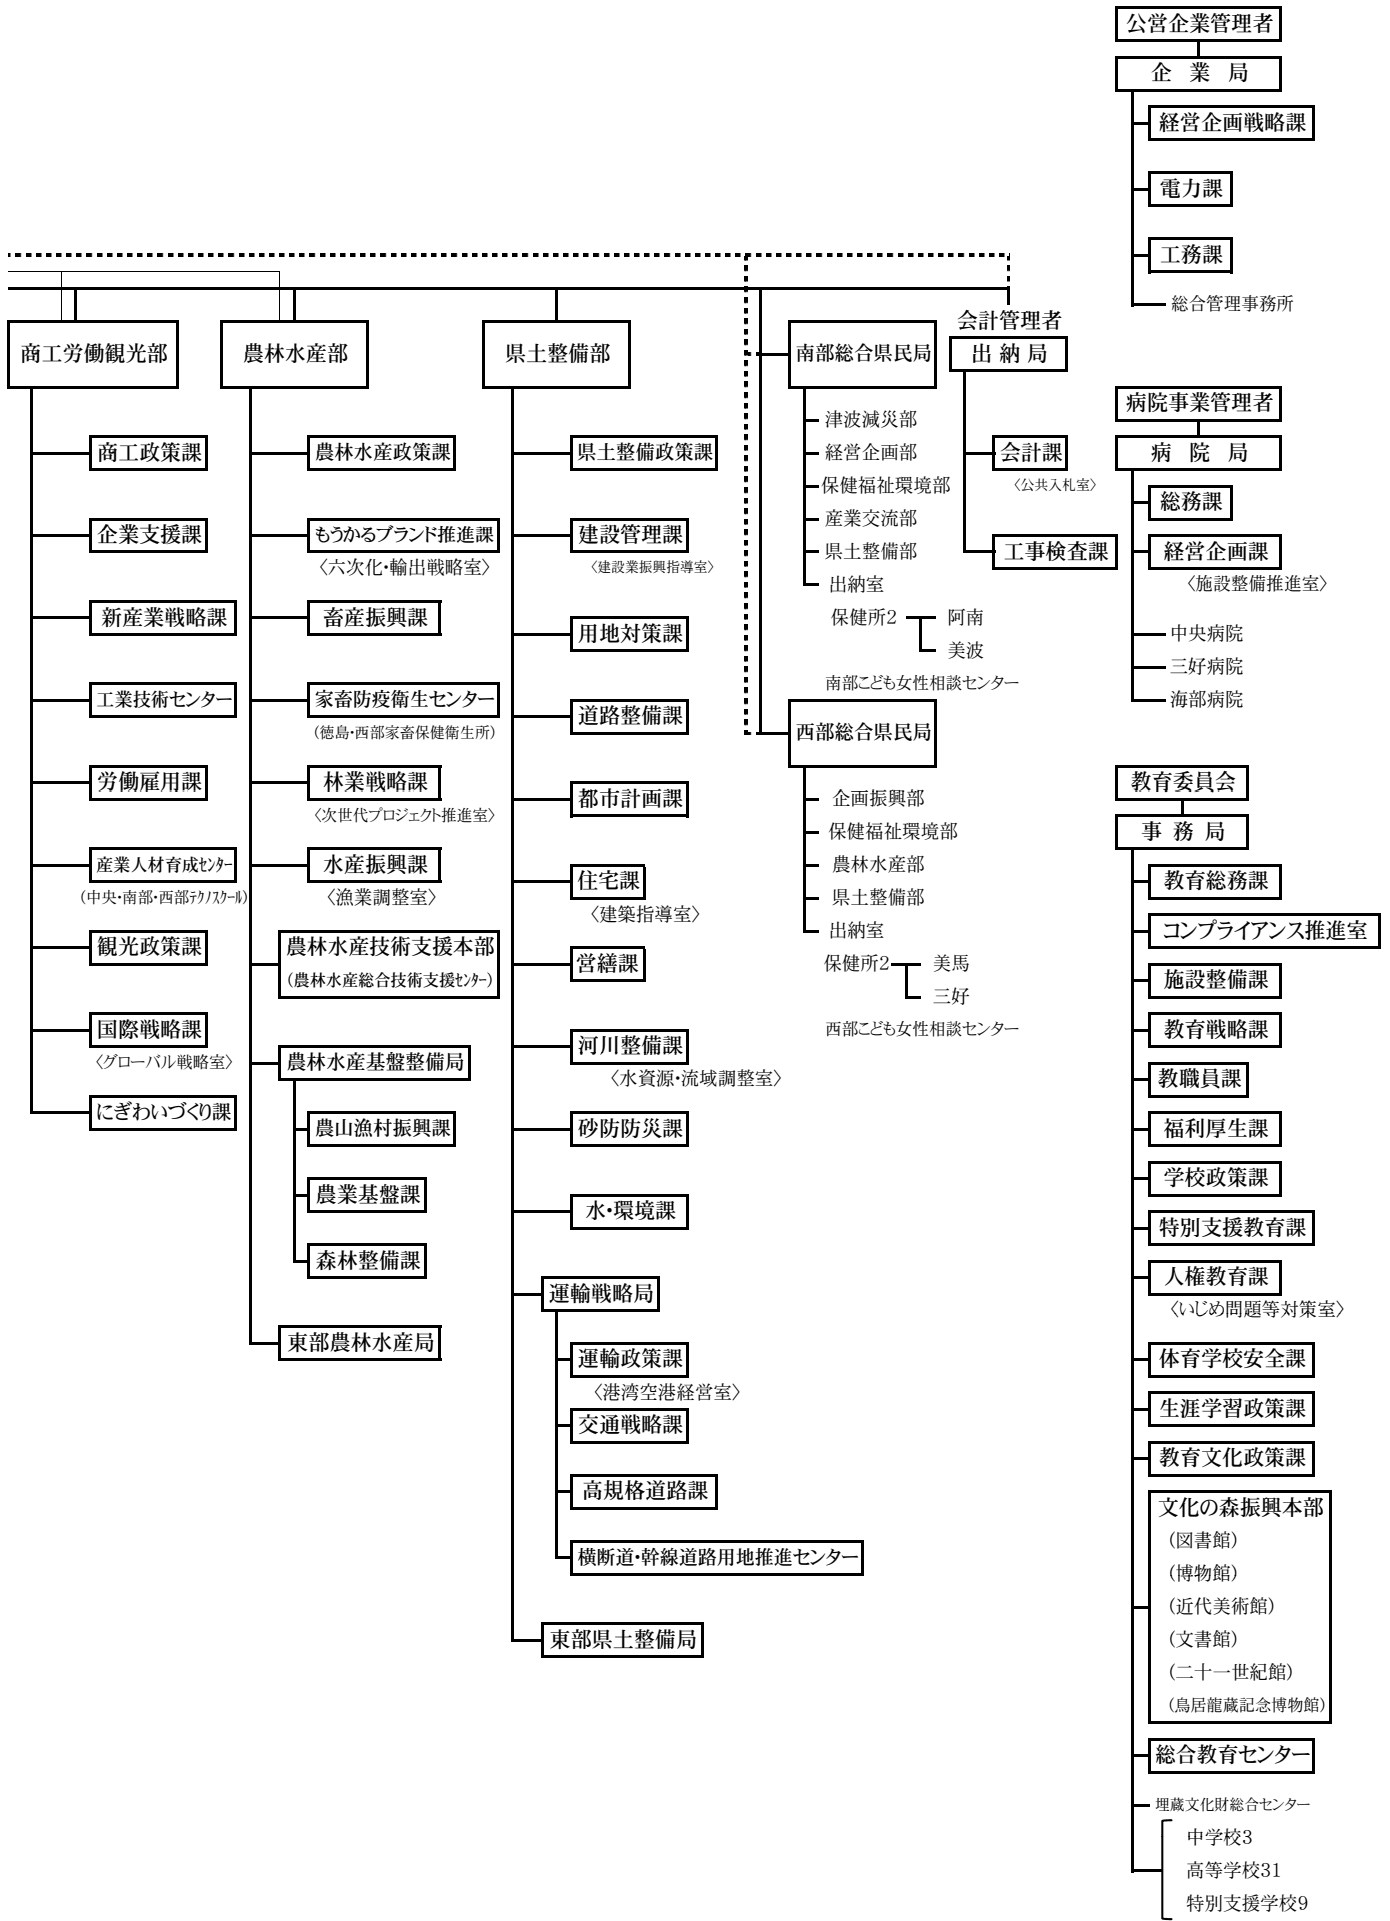 商工労働観光部
商工政策課
企業支援課
新産業戦略課
工業技術センター
労働雇用課
産業人材育成ｾﾝﾀｰ
(中央・南部・西部ﾃｸﾉｽｸｰﾙ)
観光政策課
国際戦略課
〈グローバル戦略室〉
にぎわいづくり課
農林水産部
農林水産政策課
もうかるブランド推進課
〈六次化・輸出戦略室〉
畜産振興課
家畜防疫衛生センター
(徳島・西部家畜保健衛生所)
林業戦略課
〈次世代プロジェクト推進室〉
水産振興課
〈漁業調整室〉
農林水産技術支援本部
(農林水産総合技術支援ｾﾝﾀｰ)
農林水産基盤整備局
農山漁村振興課
農業基盤課
森林整備課
東部農林水産局
県土整備部
県土整備政策課
建設管理課
〈建設業振興指導室〉
用地対策課
道路整備課
都市計画課
住宅課
〈建築指導室〉
営繕課
河川整備課
〈水資源・流域調整室〉
砂防防災課
水・環境課
運輸戦略局
運輸政策課
〈港湾空港経営室〉
交通戦略課
高規格道路課
横断道・幹線道路用地推進センター
東部県土整備局
南部総合県民局
津波減災部
経営企画部
保健福祉環境部
産業交流部
県土整備部
出納室
保健所2
阿南
美波
南部こども女性相談センター
西部総合県民局
企画振興部
保健福祉環境部
農林水産部
県土整備部
出納室
保健所2
美馬
三好
西部こども女性相談センター
会計管理者
出納局
会計課
〈公共入札室〉
工事検査課
公営企業管理者
企業局
経営企画戦略課
電力課
工務課
総合管理事務所
病院事業管理者
病院局
総務課
経営企画課
〈施設整備推進室〉
中央病院
三好病院
海部病院
教育委員会
事務局
教育総務課
コンプライアンス推進室
施設整備課
教育戦略課
教職員課
福利厚生課
学校政策課
特別支援教育課
人権教育課
〈いじめ問題等対策室〉
体育学校安全課
生涯学習政策課
教育文化政策課
文化の森振興本部
(図書館)
(博物館)
(近代美術館)
(文書館)
(二十一世紀館)
(鳥居龍蔵記念博物館)
総合教育センター
埋蔵文化財総合センター
中学校3
高等学校31
特別支援学校9